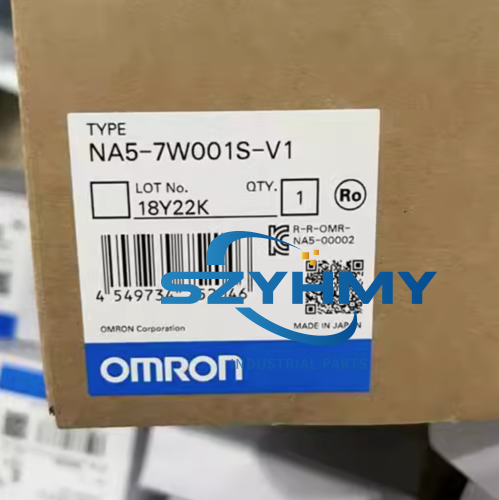 TYPE
NA5-7W001S-V1
LOT No.
QTY.
18Y22K
1
Ro
R-R-OMR-
NA5-00002
SZYHMY
INDUSTRIAL PARTS
OMRON Corporation
MADE IN JAPAN
OMRON